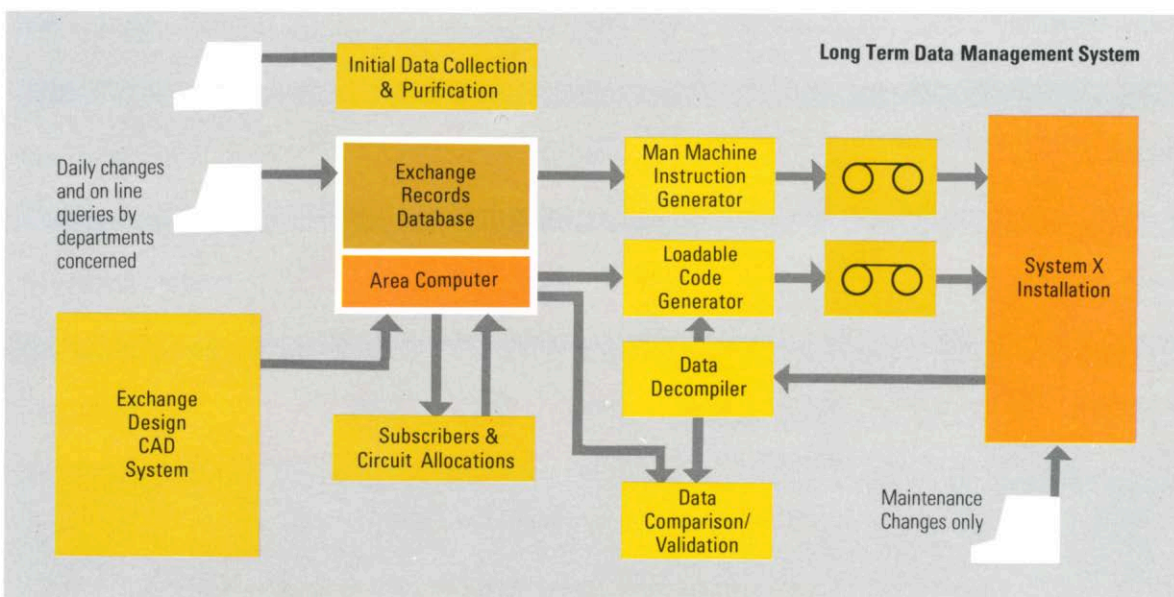 Long Term Data Management System
Initial Data Collection
& Purification
Daily changes
and on line
queries by
departments
concerned
Exchange
Records
Database
Area Computer
Man Machine
Instruction
Generator
Loadable
Code
Generator
System X
Installation
Exchange
Design
CAD
System
Subscribers &
Circuit Allocations
Data
Decompiler
Data
Comparison/
Validation
Maintenance
Changes only